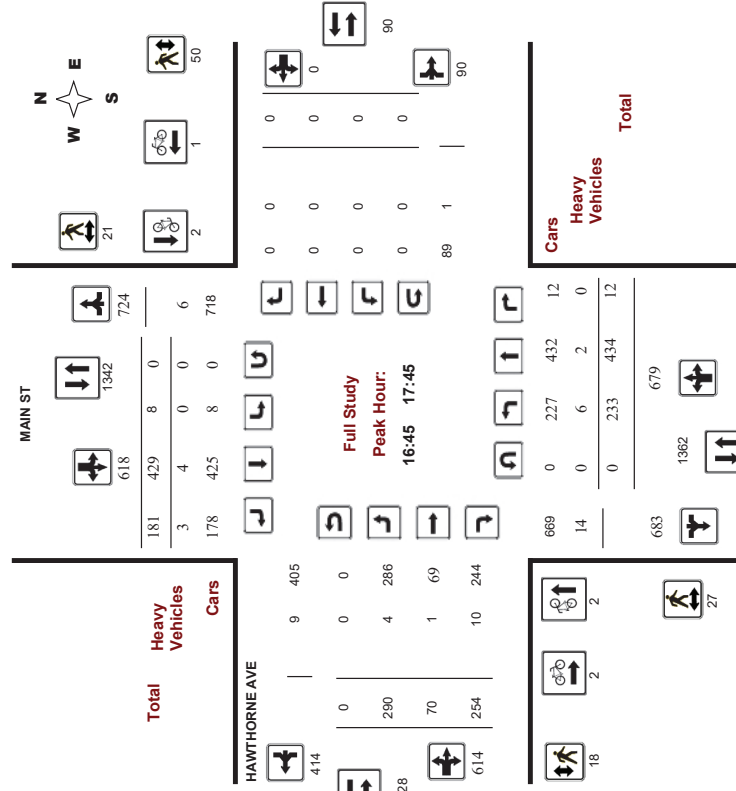 N
W E
S
50
1
21
2
MAIN ST
724
1342
618
6
718
181 429 8 0
3 4 0 0
178 425 8 0
90
0
90
0 0 0
0 0 0
0 0 0
0 0 0
89 1
Full Study
Peak Hour:
16:45 17:45
Total
Heavy
Vehicles
Cars
HAWTHORNE AVE
9 405
414
0 0 0
290 4 286
70 1 69
254 10 244
28
614
Cars
Heavy
Vehicles
Total
669 0 227 432 12
14 0 6 2 0
0 233 434 12
683
1362
679
2
2
27
18